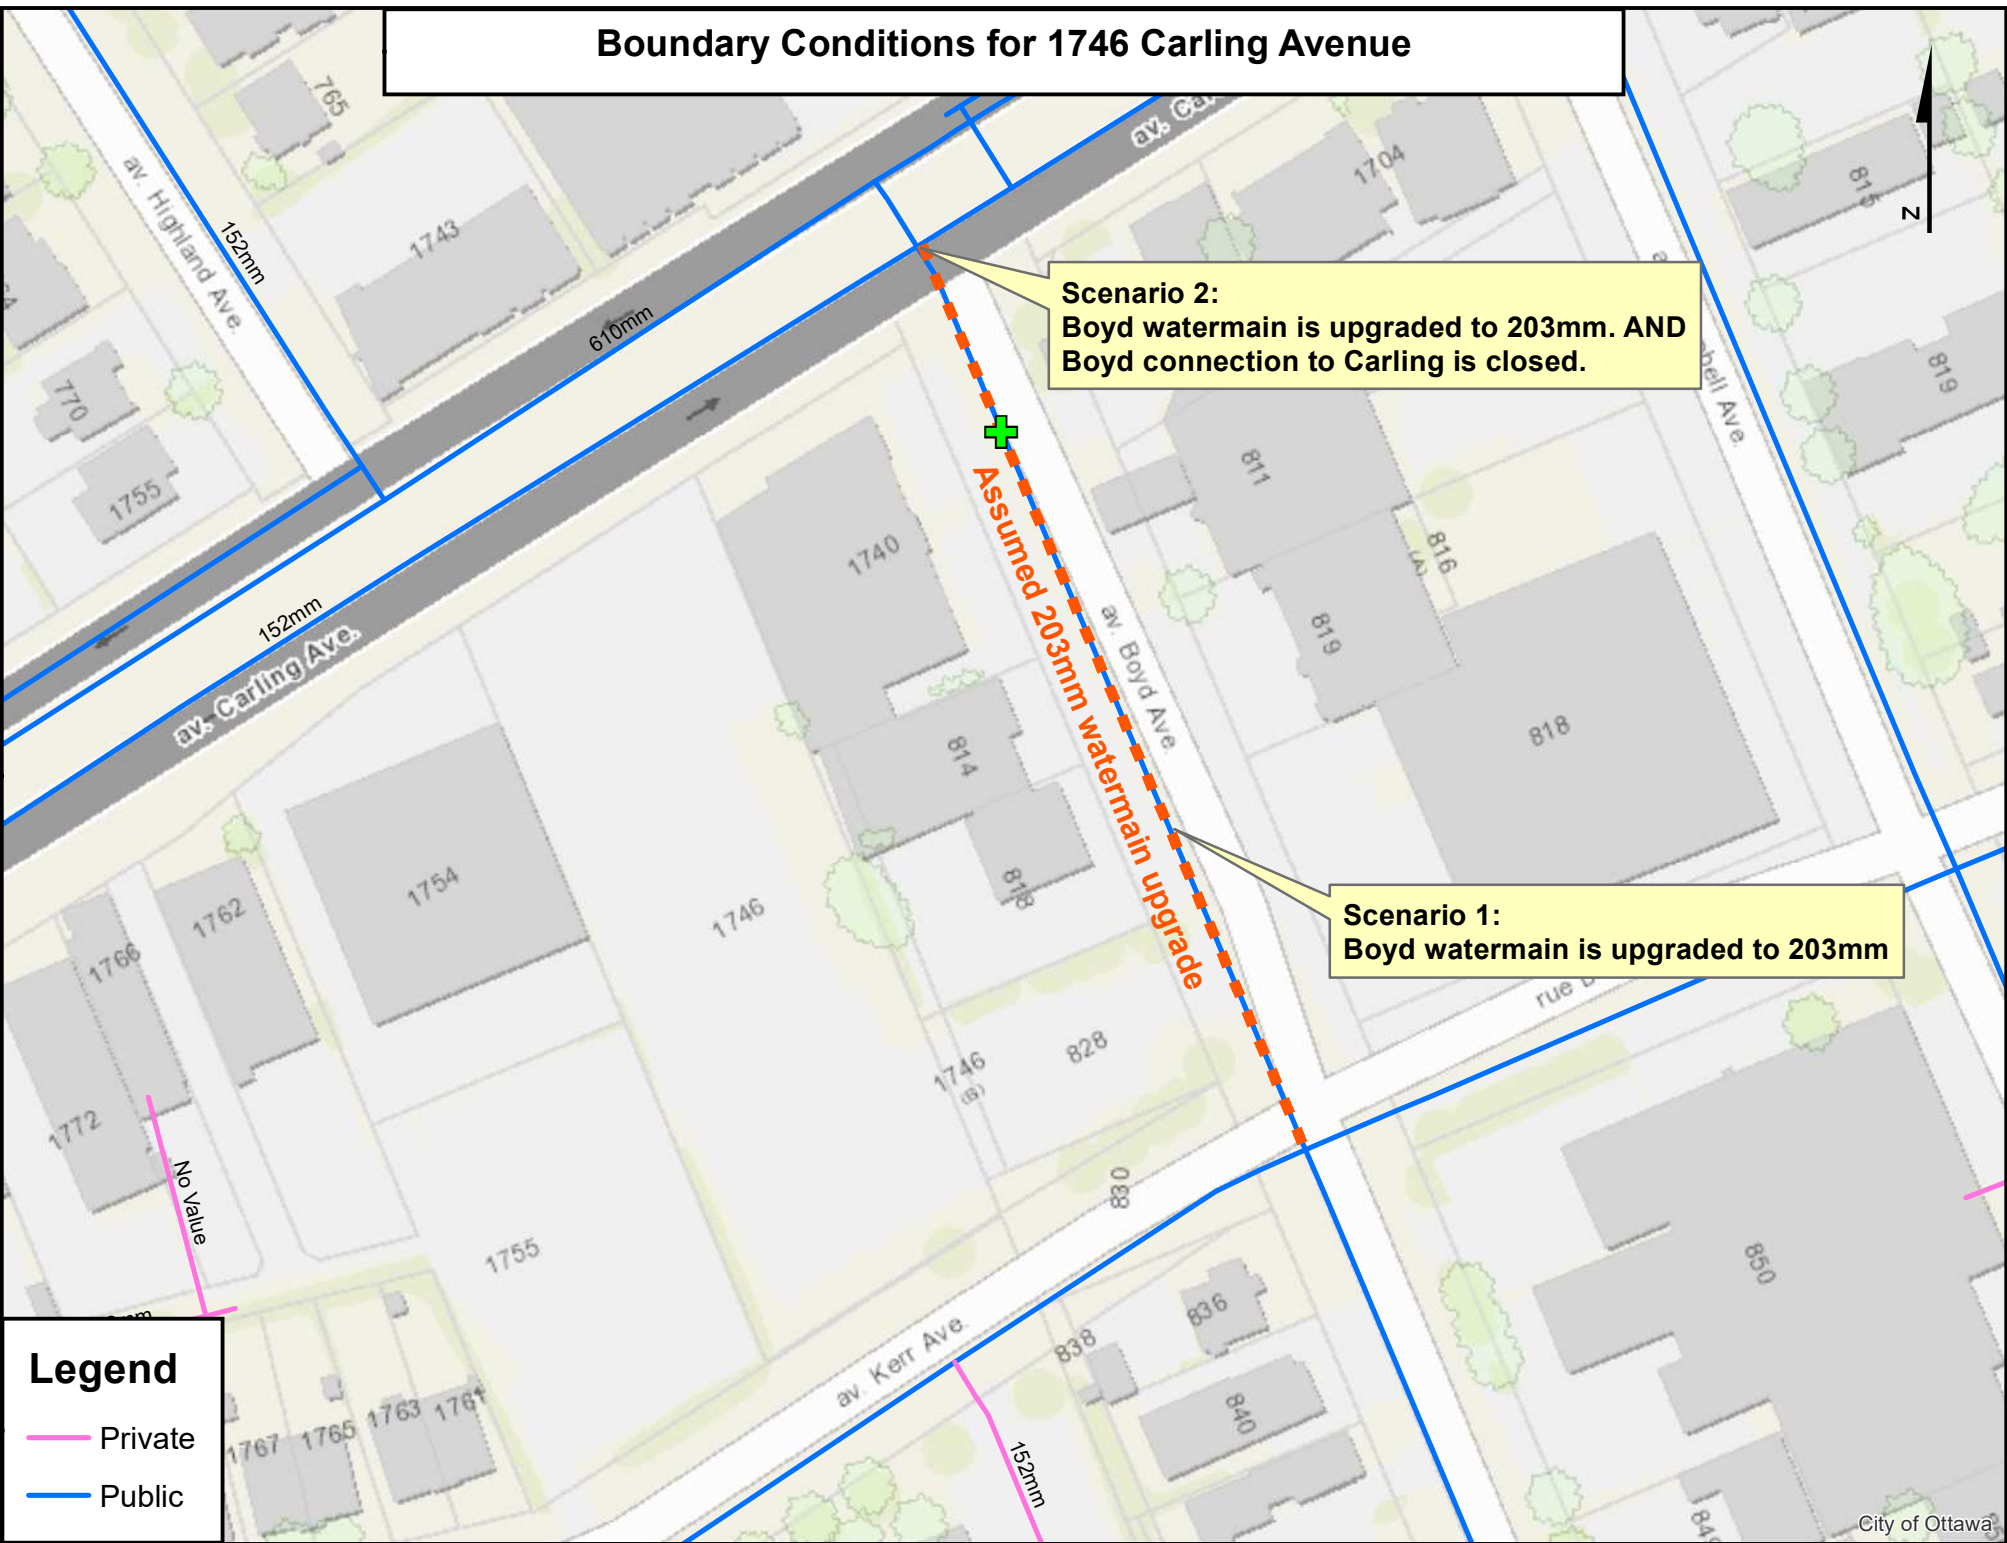 Boundary Conditions for 1746 Carling Avenue
765
av. Highland Ave.
152mm
1743
610mm
1704
815
N
Scenario 2:
Boyd watermain is upgraded to 203mm. AND
Boyd connection to Carling is closed.
819
770
1755
1740
811
816
(A)
819
152mm
av. Carling Ave.
Assumed 203mm watermain upgrade
av. Boyd Ave.
818
814
818
1754
1746
1762
1766
1772
Scenario 1:
Boyd watermain is upgraded to 203mm
1746
(B)
828
830
No Value
1755
850
836
838
840
av. Kerr Ave.
152mm
1767
1765
1763
1761
Legend
Private
Public
City of Ottawa